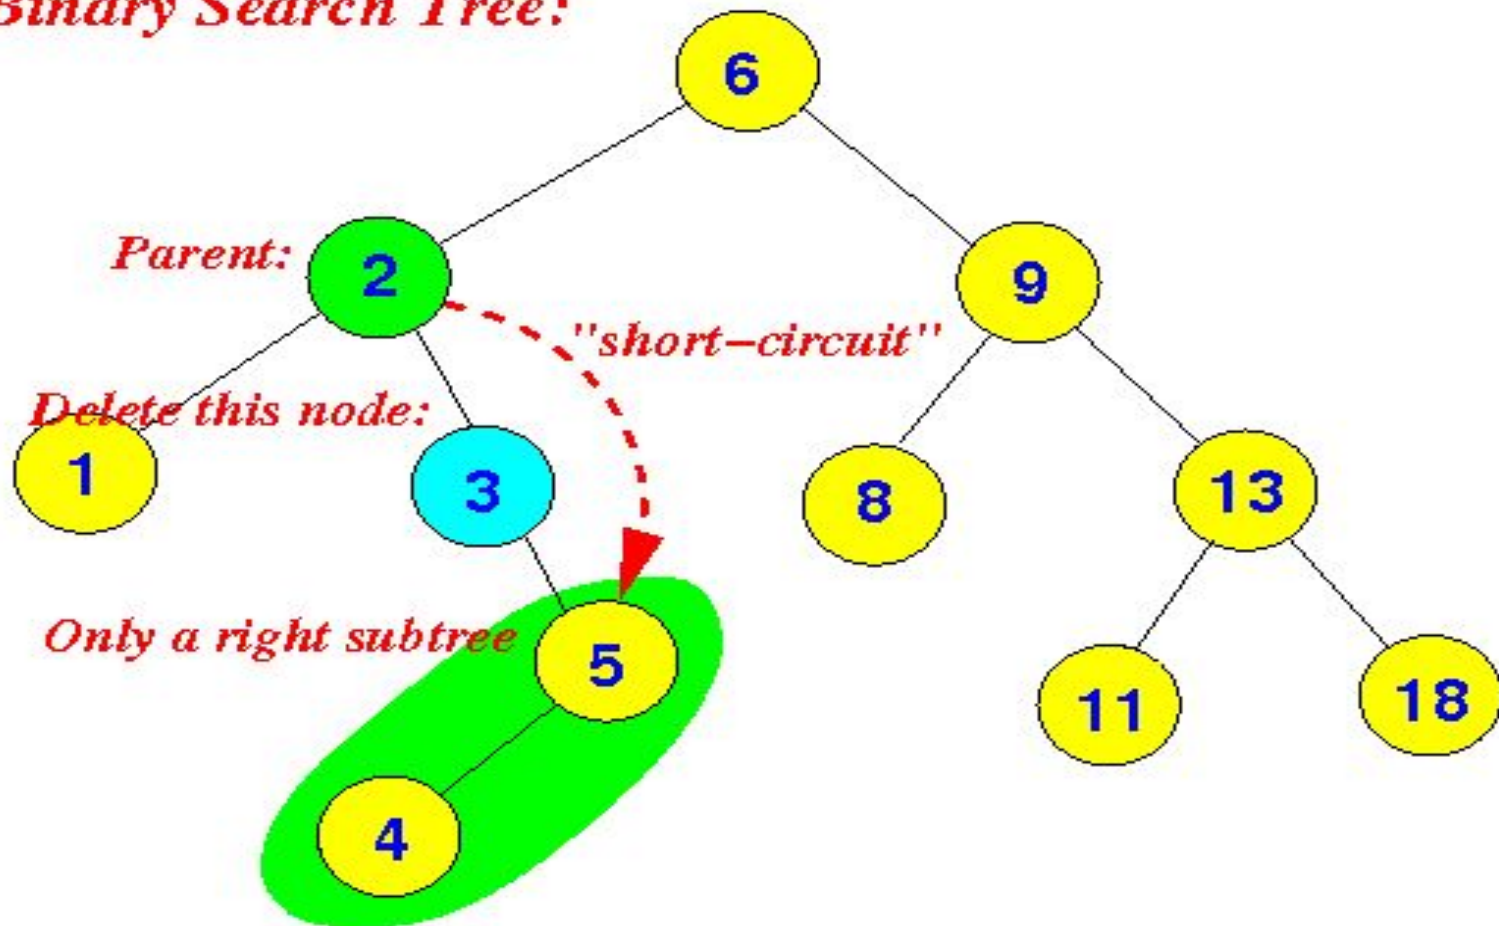 Binary Search Tree:
6
Parent:
2
9
"short-circuit"
Delete this node:
1
3
8
13
Only a right subtree
5
11
18
4